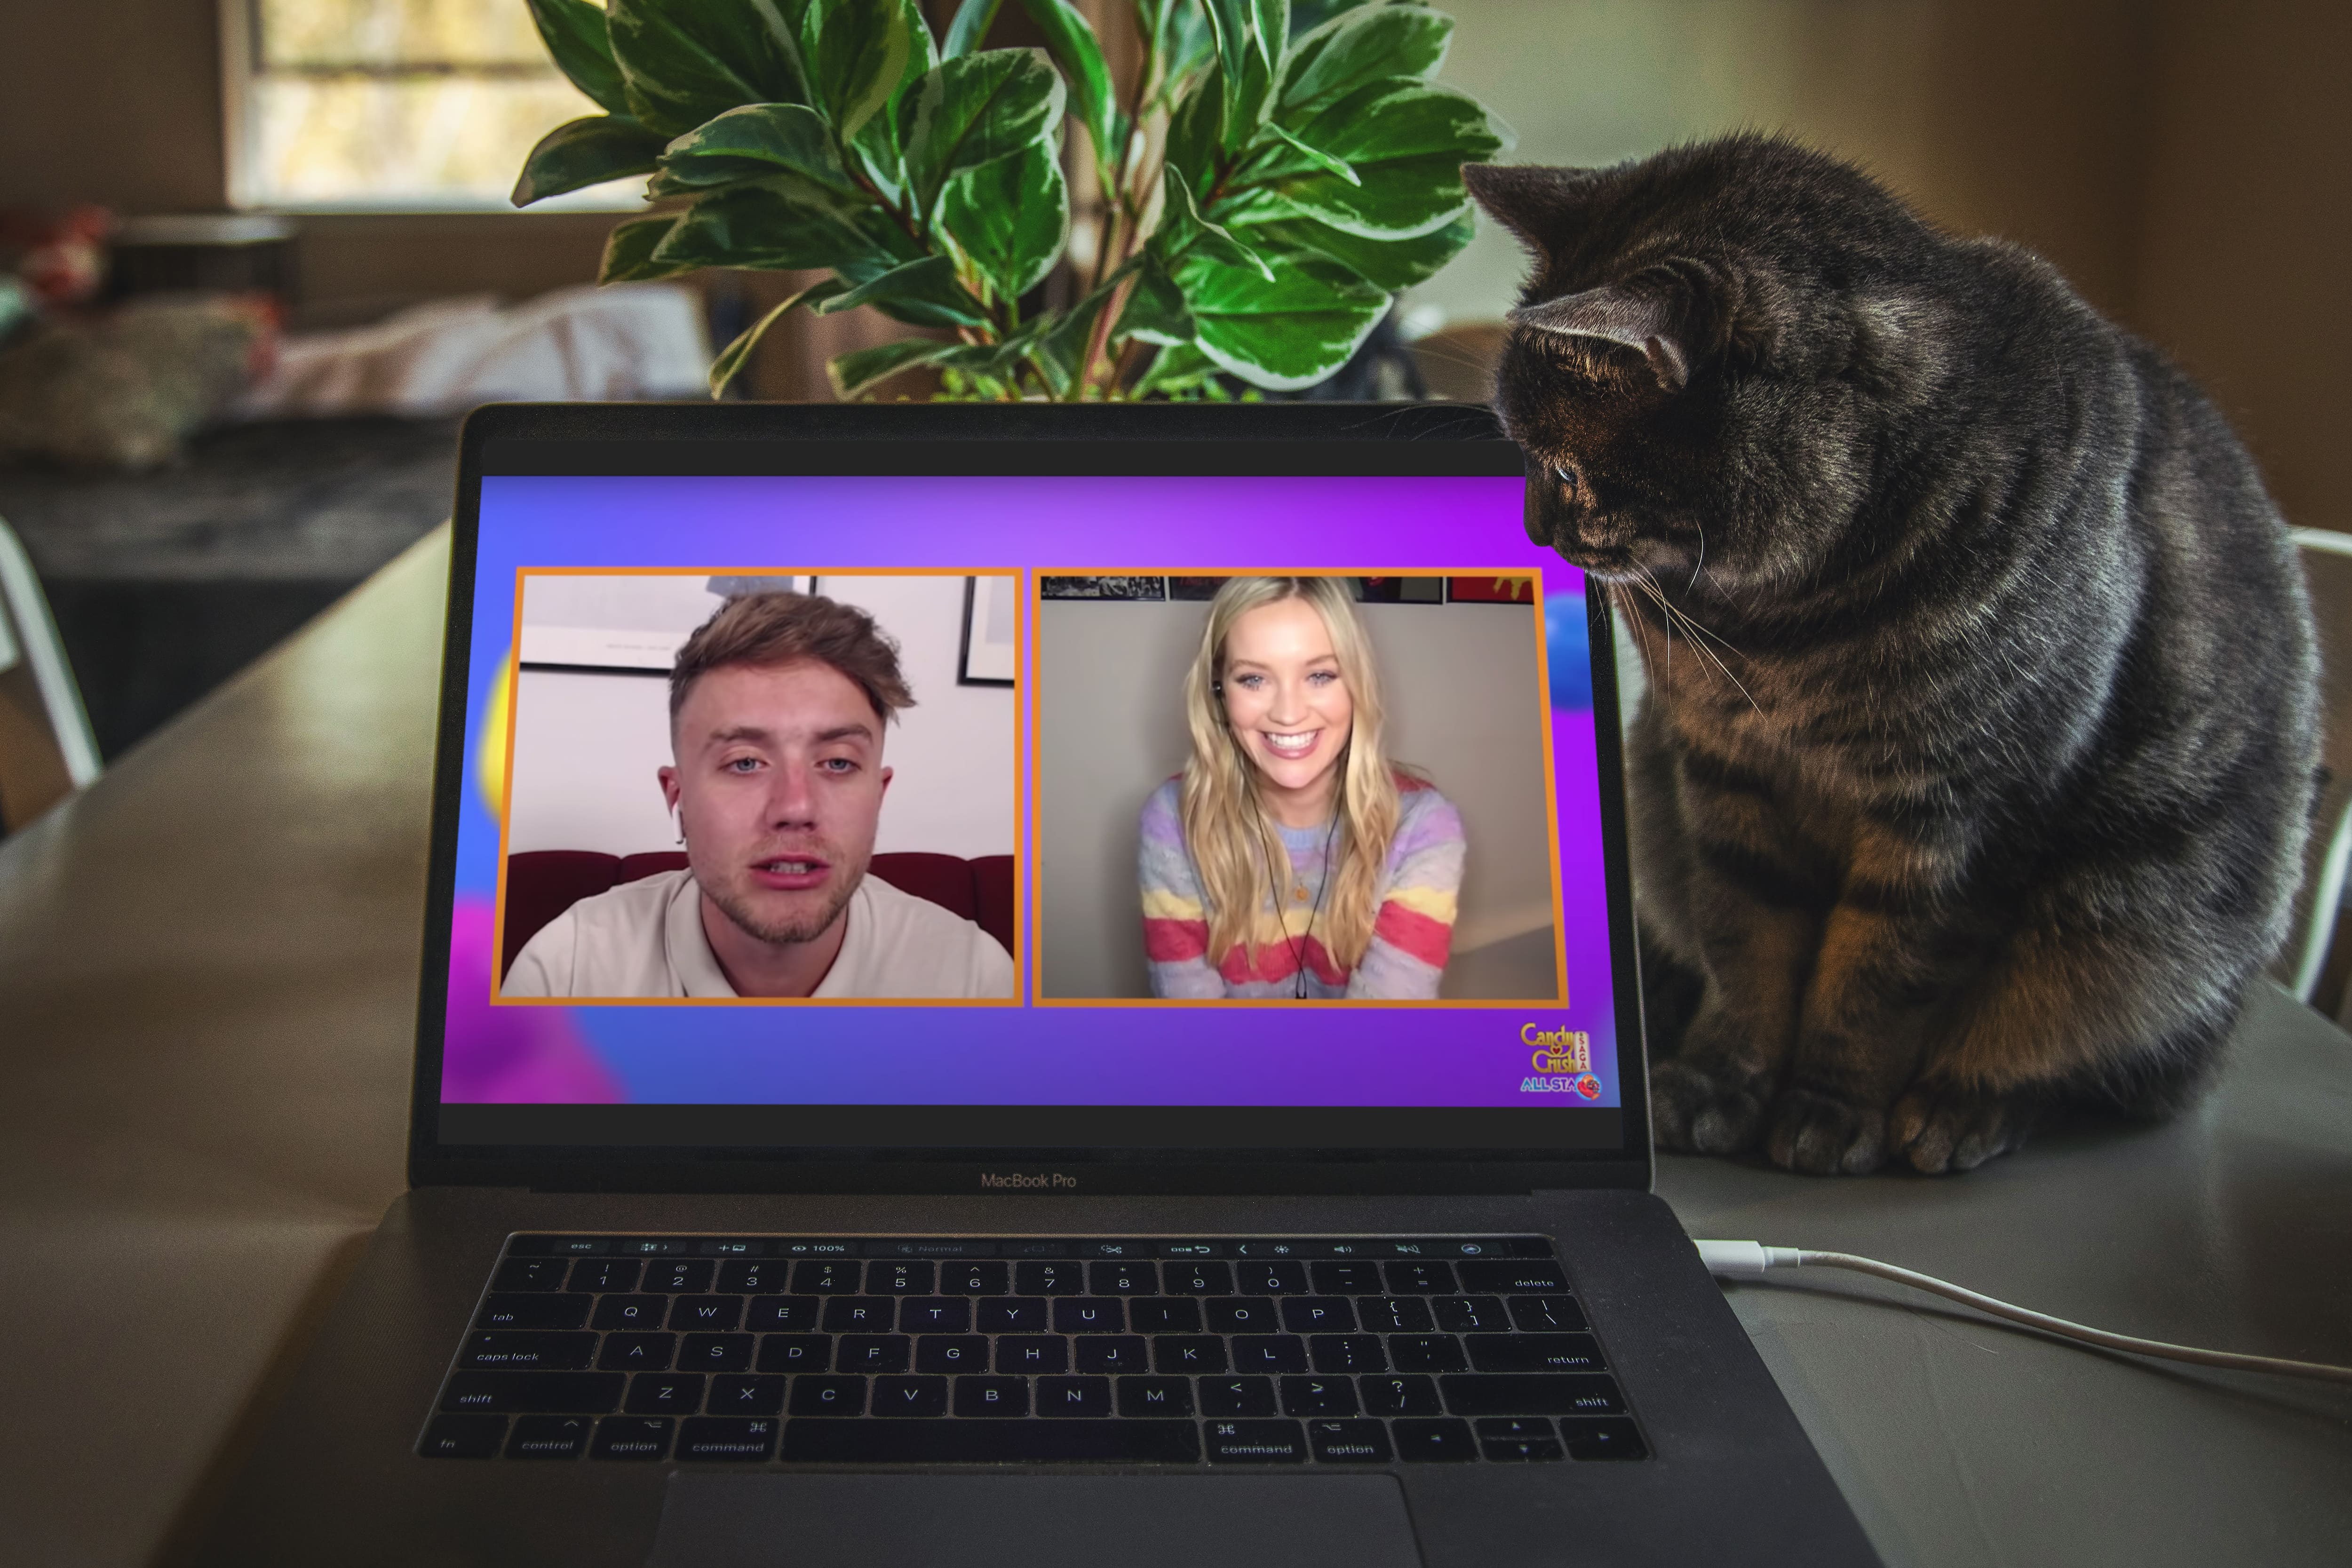 Candy
Crush
SAGA
ALL STA
MacBook Pro
esc
100%
Normal
~ ! @ # $ % ^ & * ( ) — +
` 1 2 3 4 5 6 7 8 9 0 - = delete
tab Q W E R T Y U I O P { [ } ] | \
caps lock A S D F G H J K L : ; " ' return
shift Z X C V B N M < , > . ? / shift
fn control option command command option